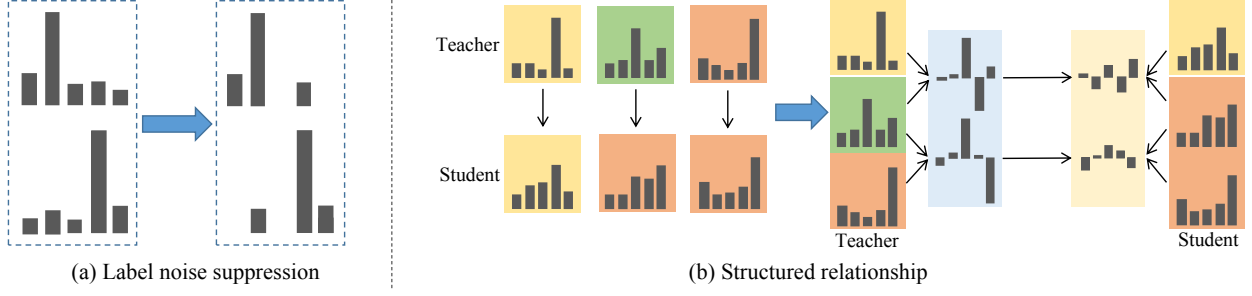 Teacher
Student
Teacher
Student
(a) Label noise suppression
(b) Structured relationship